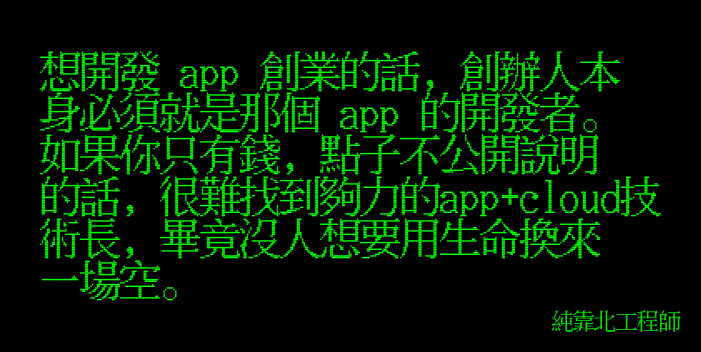 想開發 app 創業的話，創辦人本
身必須就是那個 app 的開發者。
如果你只有錢，點子不公開說明
的話，很難找到夠力的app+cloud技
術長，畢竟沒人想要用生命換來
一場空。
純靠北工程師